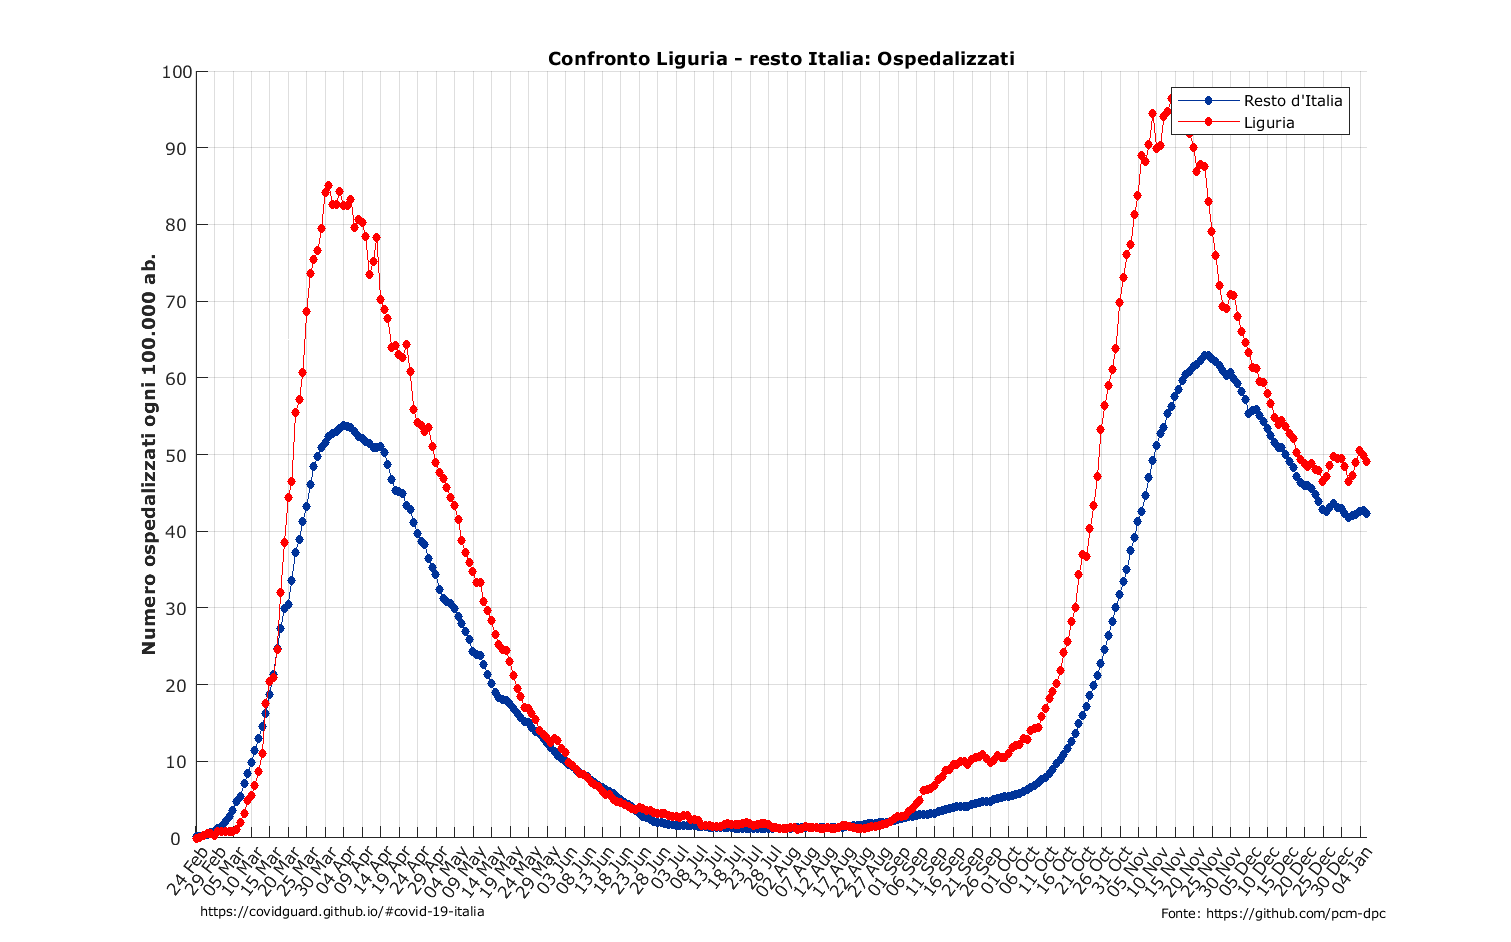 Confronto Liguria - resto Italia: Ospedalizzati
Resto d'Italia
Liguria
Numero ospedalizzati ogni 100.000 ab.
100
90
80
70
60
50
40
30
20
10
0
24 Feb
29 Feb
05 Mar
10 Mar
15 Mar
20 Mar
25 Mar
30 Mar
04 Apr
09 Apr
14 Apr
19 Apr
24 Apr
29 Apr
04 May
09 May
14 May
19 May
24 May
29 May
03 Jun
08 Jun
13 Jun
18 Jun
23 Jun
28 Jun
03 Jul
08 Jul
13 Jul
18 Jul
23 Jul
28 Jul
02 Aug
07 Aug
12 Aug
17 Aug
22 Aug
27 Aug
01 Sep
06 Sep
11 Sep
16 Sep
21 Sep
26 Sep
01 Oct
06 Oct
11 Oct
16 Oct
21 Oct
26 Oct
31 Oct
05 Nov
10 Nov
15 Nov
20 Nov
25 Nov
30 Nov
05 Dec
10 Dec
15 Dec
20 Dec
25 Dec
30 Dec
04 Jan
https://covidguard.github.io/#covid-19-italia
Fonte: https://github.com/pcm-dpc